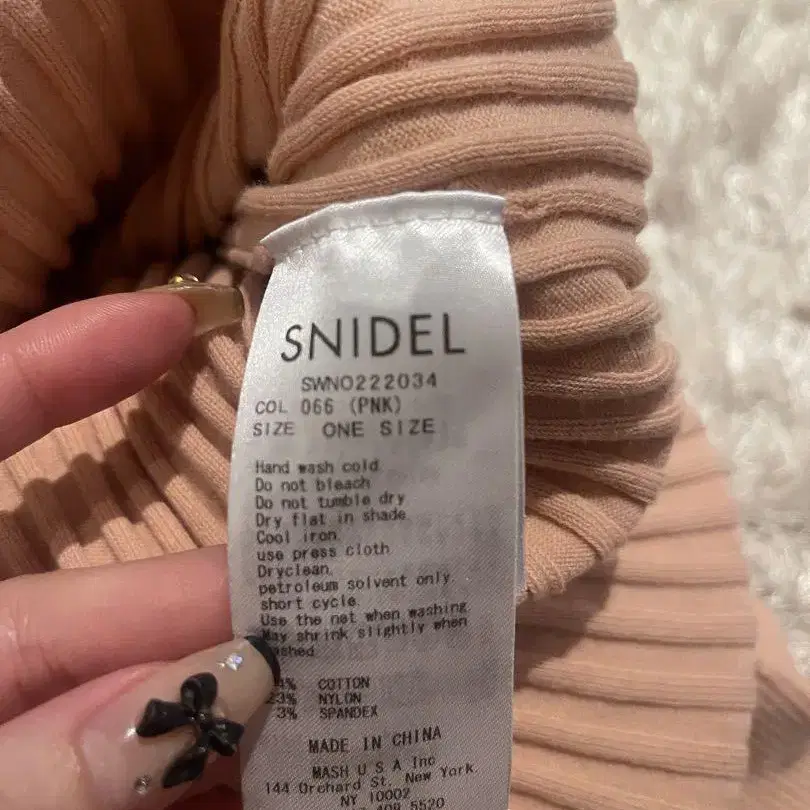 SNIDEL
SWNO222034
COL 066 (PNK)
SIZE ONE SIZE
Hand wash cold.
Do not bleach
Do not tumble dry
Dry flat in shade.
Cool iron.
use press cloth
Dryclean.
petroleum solvent only
short cycle.
Use the net when washing.
May shrink slightly when
4% COTTON
23% NYLON
3% SPANDEX
MADE IN CHINA
MASH U S A Inc
144 Orchard St. New York.
NY 10002
5520